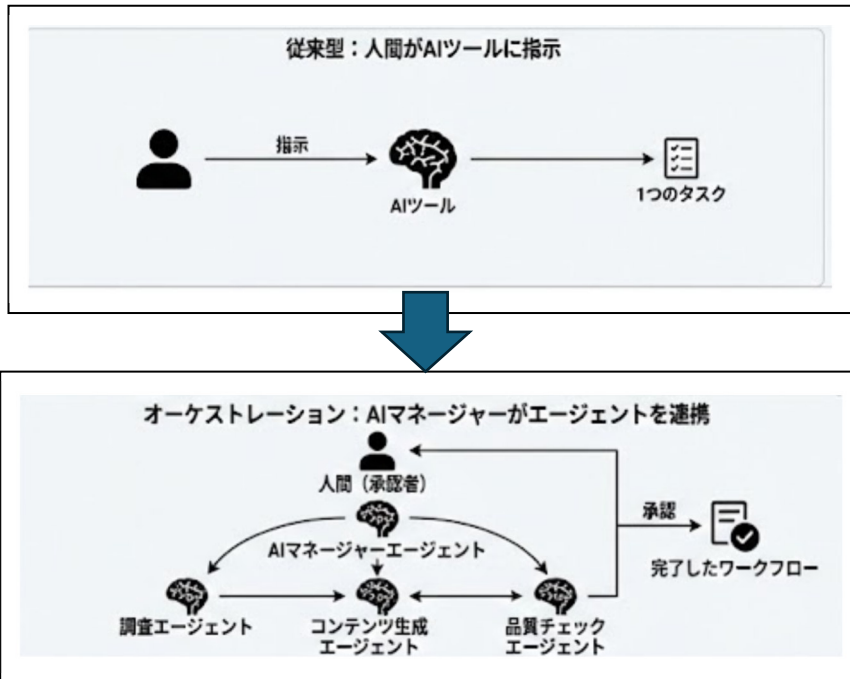 従来型：人間がAIツールに指示
指示
AIツール
1つのタスク
オーケストレーション：AIマネージャーがエージェントを連携
人間（承認者）
AIマネージャーエージェント
承認
完了したワークフロー
調査エージェント
コンテンツ生成
エージェント
品質チェック
エージェント